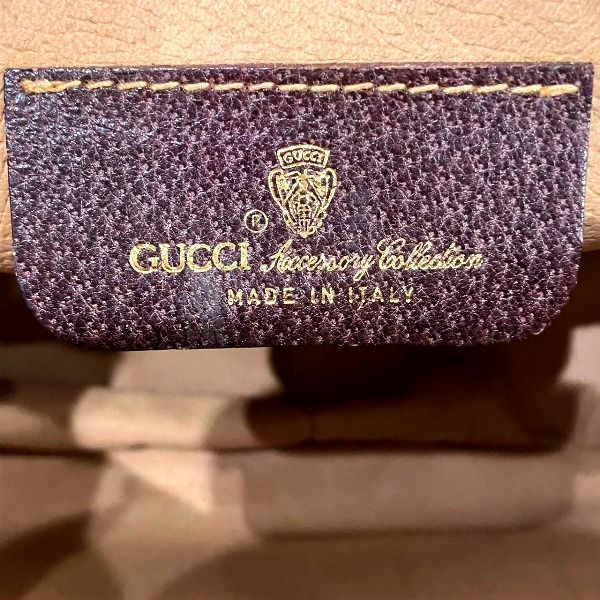 GUCCI
®
GUCCI Accessory Collection
MADE IN ITALY